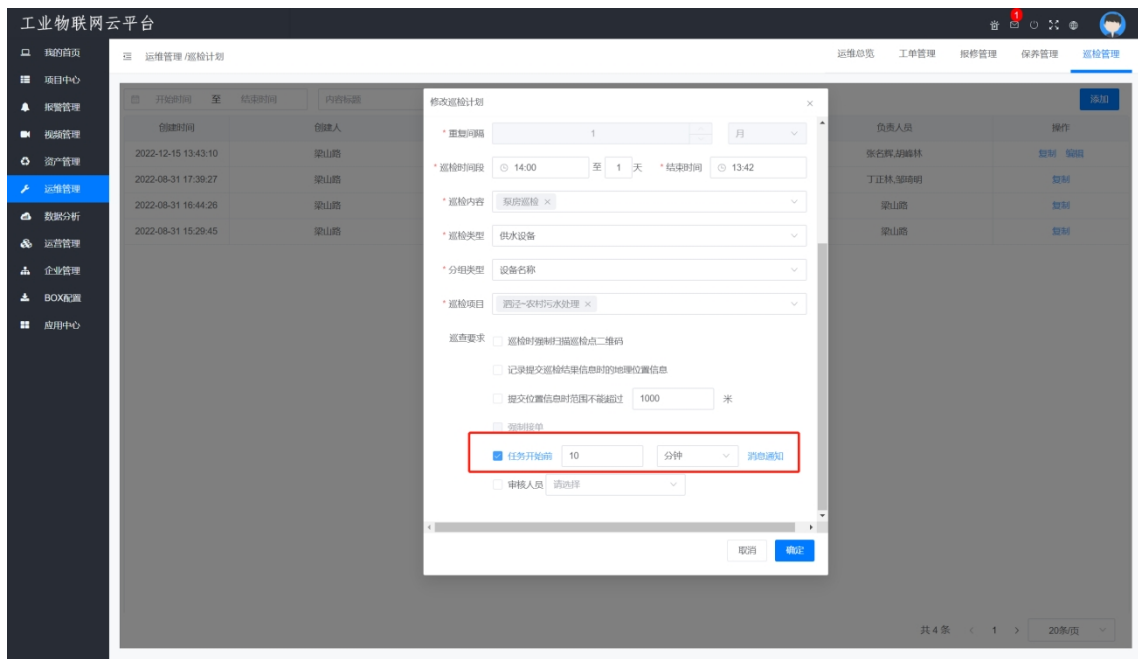 工业物联网云平台
1
我的首页
项目中心
报警管理
视频管理
资产管理
运维管理
数据分析
运营管理
企业管理
BOX配置
应用中心
运维管理 /巡检计划
运维总览 工单管理 报修管理 保养管理 巡检管理
开始时间 至 结束时间 内容标题 添加
创建时间 创建人 负责人员 操作
2022-12-15 13:43:10 梁山路 张名辉,胡峰林 复制 编辑
2022-08-31 17:39:27 梁山路 丁正林,邹晓明 复制
2022-08-31 16:44:26 梁山路 梁山路 复制
2022-08-31 15:29:45 梁山路 梁山路 复制
修改巡检计划 ×
* 重复间隔 1 月
* 巡检时间段 14:00 至 1 天 * 结束时间 13:42
* 巡检内容 泵房巡检 ×
* 巡检类型 供水设备
* 分组类型 设备名称
* 巡检项目 泗泾-农村污水处理 ×
巡查要求 巡检时强制扫描巡检点二维码
记录提交巡检结果信息时的地理位置信息
提交位置信息时范围不能超过 1000 米
强制接单
任务开始前 10 分钟 消息通知
审核人员 请选择
取消 确定
共 4 条 < 1 > 20条/页